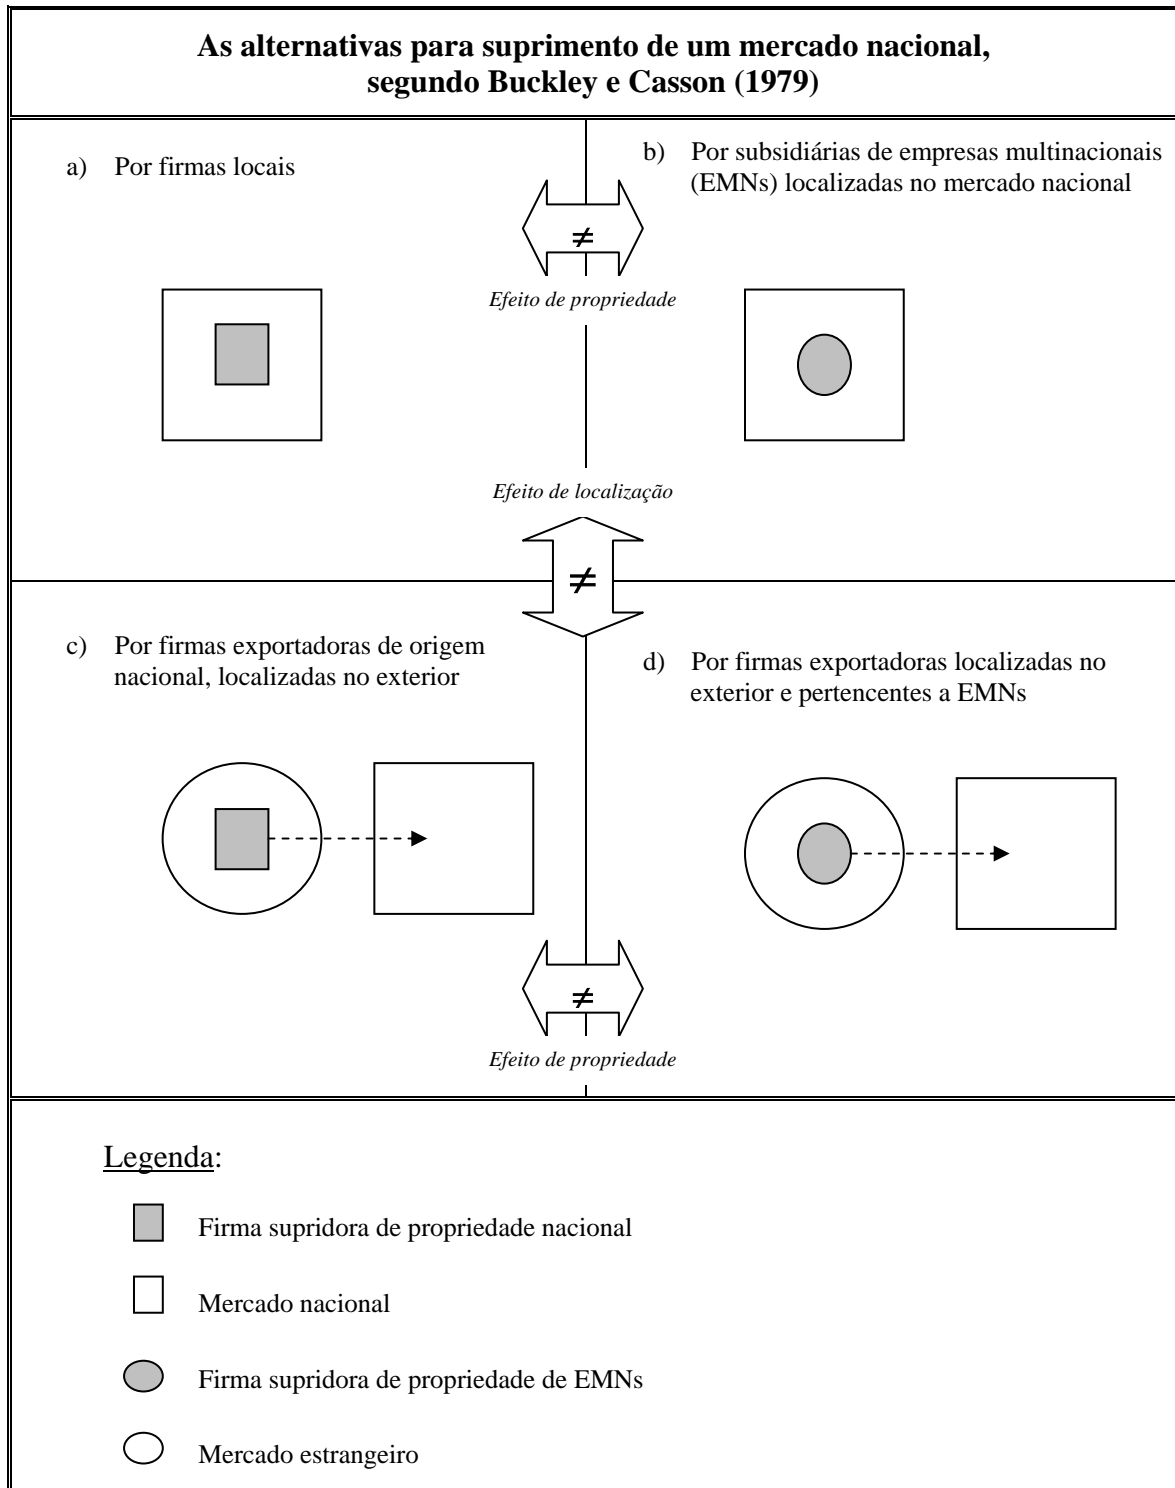 As alternativas para suprimento de um mercado nacional,
segundo Buckley e Casson (1979)
a) Por firmas locais
b) Por subsidiárias de empresas multinacionais
(EMNs) localizadas no mercado nacional
≠
Efeito de propriedade
Efeito de localização
≠
c) Por firmas exportadoras de origem
nacional, localizadas no exterior
d) Por firmas exportadoras localizadas no
exterior e pertencentes a EMNs
≠
Efeito de propriedade
Legenda:
Firma supridora de propriedade nacional
Mercado nacional
Firma supridora de propriedade de EMNs
Mercado estrangeiro